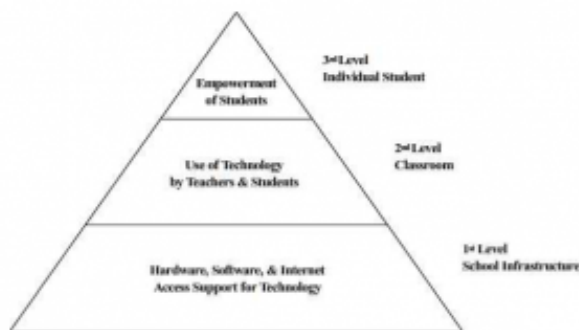 3rd Level
Individual Student
Empowerment
of Students
2nd Level
Classroom
Use of Technology
by Teachers & Students
1st Level
School Infrastructure
Hardware, Software, & Internet
Access Support for Technology